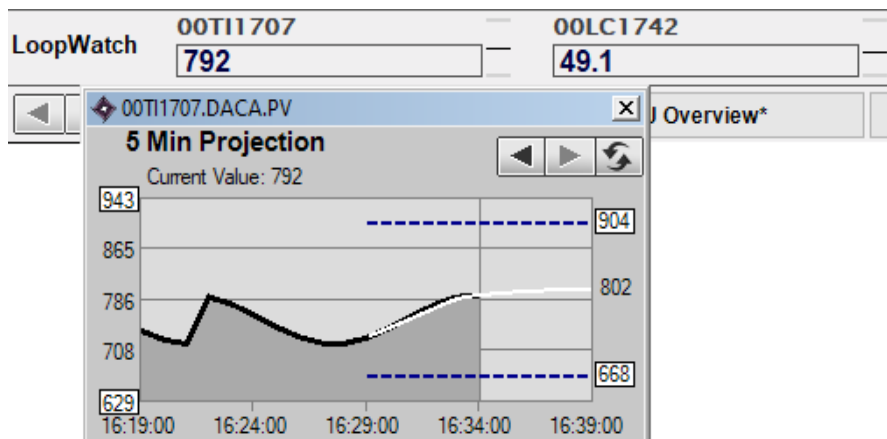 LoopWatch
00TI1707
792
00LC1742
49.1
00TI1707.DACA.PV
J Overview*
5 Min Projection
Current Value: 792
943
865
786
708
629
904
802
668
16:19:00 16:24:00 16:29:00 16:34:00 16:39:00